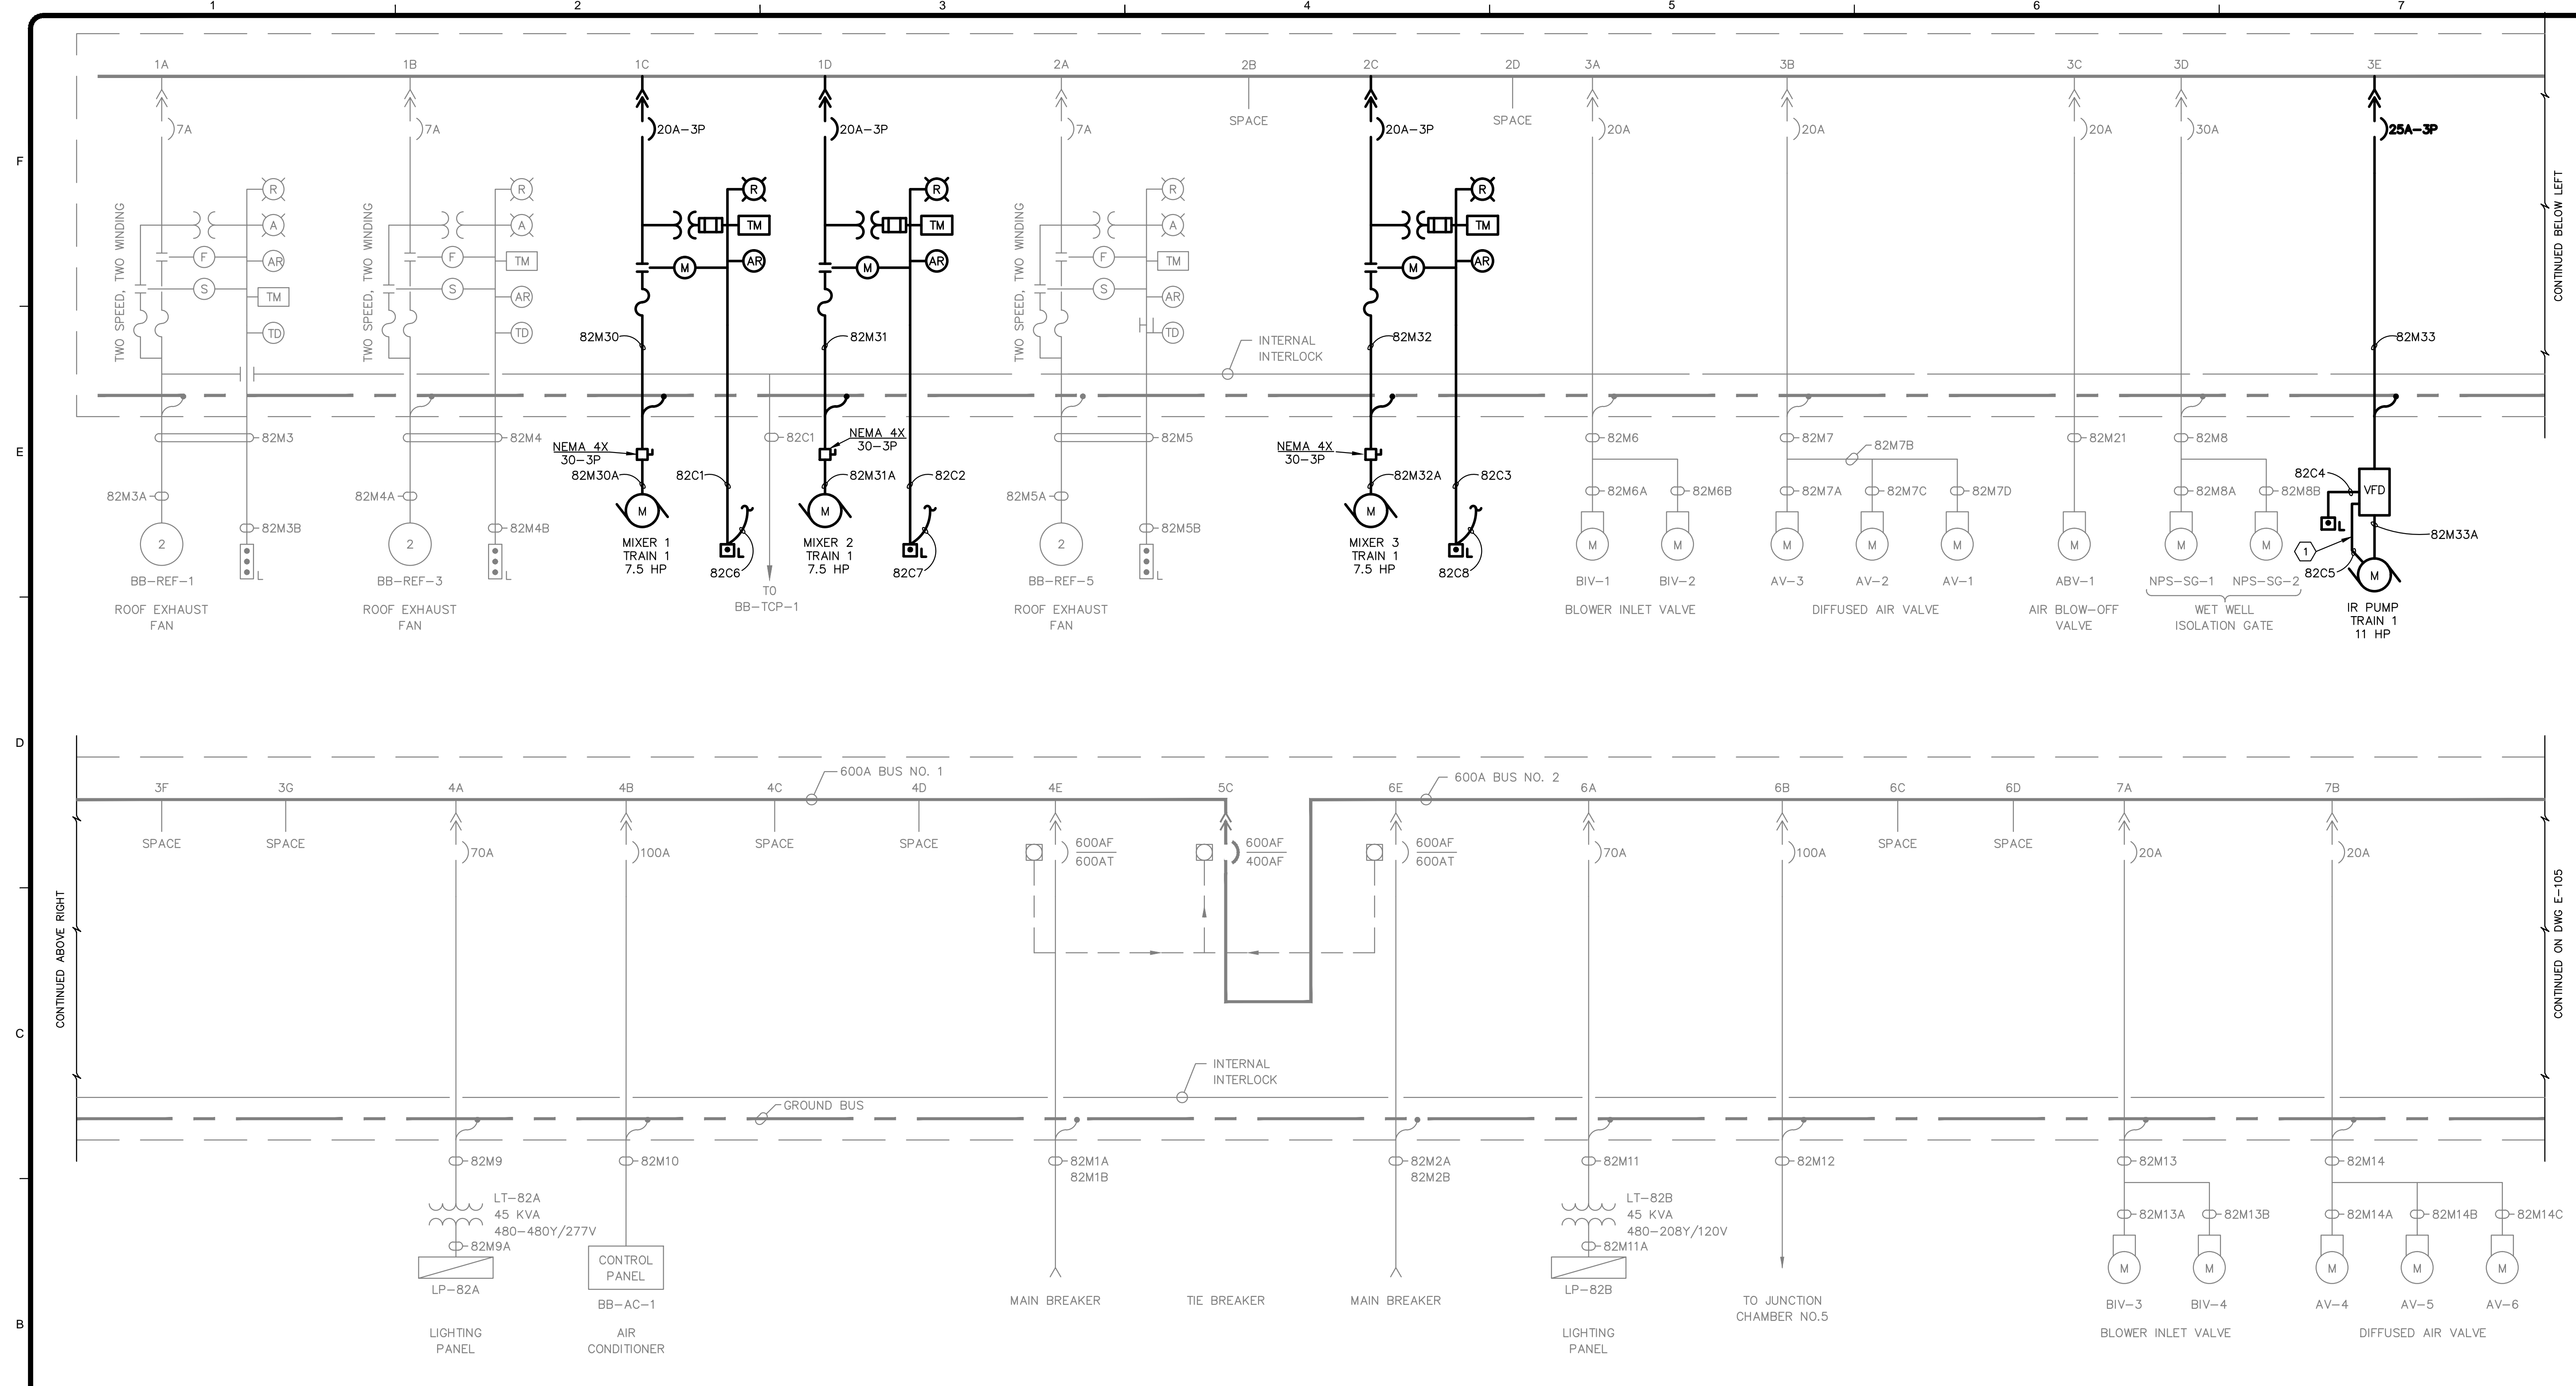 1 2 3 4 5 6 7
1A 1B 1C 1D 2A 2B 2C 2D 3A 3B 3C 3D 3E
SPACE SPACE
7A 7A 20A-3P 20A-3P 7A 20A-3P 20A 20A 20A 30A 25A-3P
F
R R R R R R
A A TM TM A TM
F F F
AR TM AR AR TM AR
M M M
S S S
TM AR AR
TD TD TD
TWO SPEED, TWO WINDING
TWO SPEED, TWO WINDING
TWO SPEED, TWO WINDING
CONTINUED BELOW LEFT
82M30 82M31 82M32 82M33
INTERNAL
INTERLOCK
82M3 82M4 82C1 82M5 82M6 82M7 82M21 82M8
82M7B
E
NEMA 4X
30-3P
NEMA 4X
30-3P
NEMA 4X
30-3P
82M30A 82C1 82M31A 82C2 82M32A 82C3 82C4
VFD
82M3A 82M4A 82M5A 82M6A 82M6B 82M7A 82M7C 82M7D 82M8A 82M8B
M M M
82M3B 82M4B 82M5B
L
82M33A
2 2 2 M M M M M M M M
L L L L L L
1
82C6 82C7 82C8 82C5
M
MIXER 1
TRAIN 1
7.5 HP
MIXER 2
TRAIN 1
7.5 HP
MIXER 3
TRAIN 1
7.5 HP
BB-REF-1
ROOF EXHAUST
FAN
BB-REF-3
ROOF EXHAUST
FAN
TO
BB-TCP-1
BB-REF-5
ROOF EXHAUST
FAN
BIV-1 BIV-2
BLOWER INLET VALVE
AV-3 AV-2 AV-1
DIFFUSED AIR VALVE
ABV-1
AIR BLOW-OFF
VALVE
NPS-SG-1 NPS-SG-2
WET WELL
ISOLATION GATE
IR PUMP
TRAIN 1
11 HP
D
600A BUS NO. 1
600A BUS NO. 2
3F 3G 4A 4B 4C 4D 4E 5C 6E 6A 6B 6C 6D 7A 7B
SPACE SPACE SPACE SPACE SPACE SPACE
70A 100A
600AF
600AT
600AF
400AF
600AF
600AT
70A 100A 20A 20A
CONTINUED ABOVE RIGHT
CONTINUED ON DWG E-105
C
INTERNAL
INTERLOCK
GROUND BUS
82M9 82M10
82M1A
82M1B
82M2A
82M2B
82M11 82M12 82M13 82M14
LT-82A
45 KVA
480-480Y/277V
82M9A
LP-82A
LIGHTING
PANEL
CONTROL
PANEL
BB-AC-1
AIR
CONDITIONER
MAIN BREAKER
TIE BREAKER
MAIN BREAKER
LT-82B
45 KVA
480-208Y/120V
82M11A
LP-82B
LIGHTING
PANEL
TO JUNCTION
CHAMBER NO.5
82M13A 82M13B 82M14A 82M14B 82M14C
M M M M M
BIV-3 BIV-4
BLOWER INLET VALVE
AV-4 AV-5 AV-6
DIFFUSED AIR VALVE
B